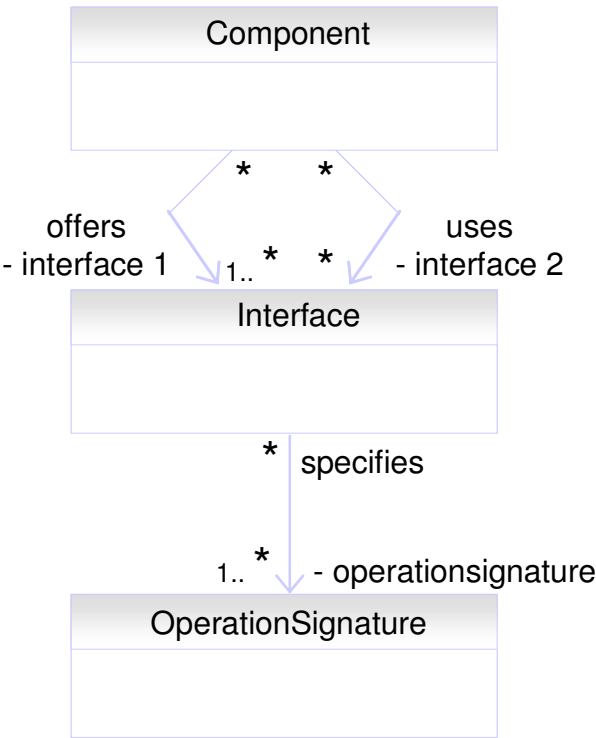 Component
* *
offers
- interface 1
uses
- interface 2
1.. * *
Interface
* specifies
1.. * - operationsignature
OperationSignature